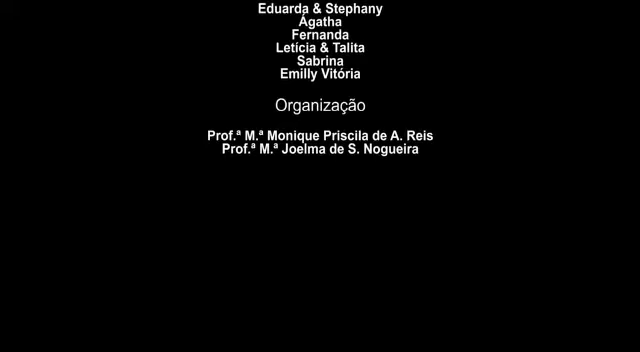 Eduarda & Stephany
Ágatha
Fernanda
Letícia & Talita
Sabrina
Emilly Vitória
Organização
Prof.ª M.ª Monique Priscila de A. Reis
Prof.ª M.ª Joelma de S. Nogueira